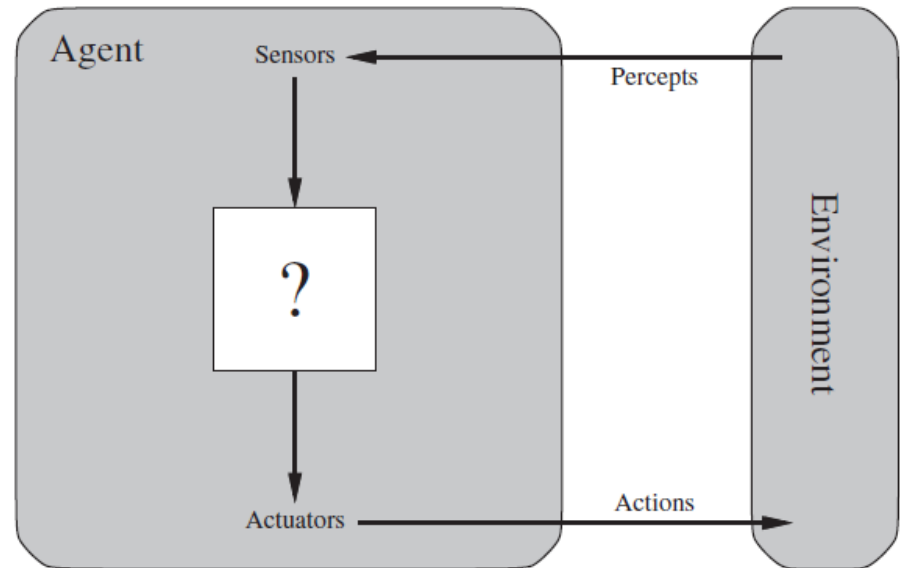 Agent
Sensors
Percepts
?
Environment
Actuators
Actions